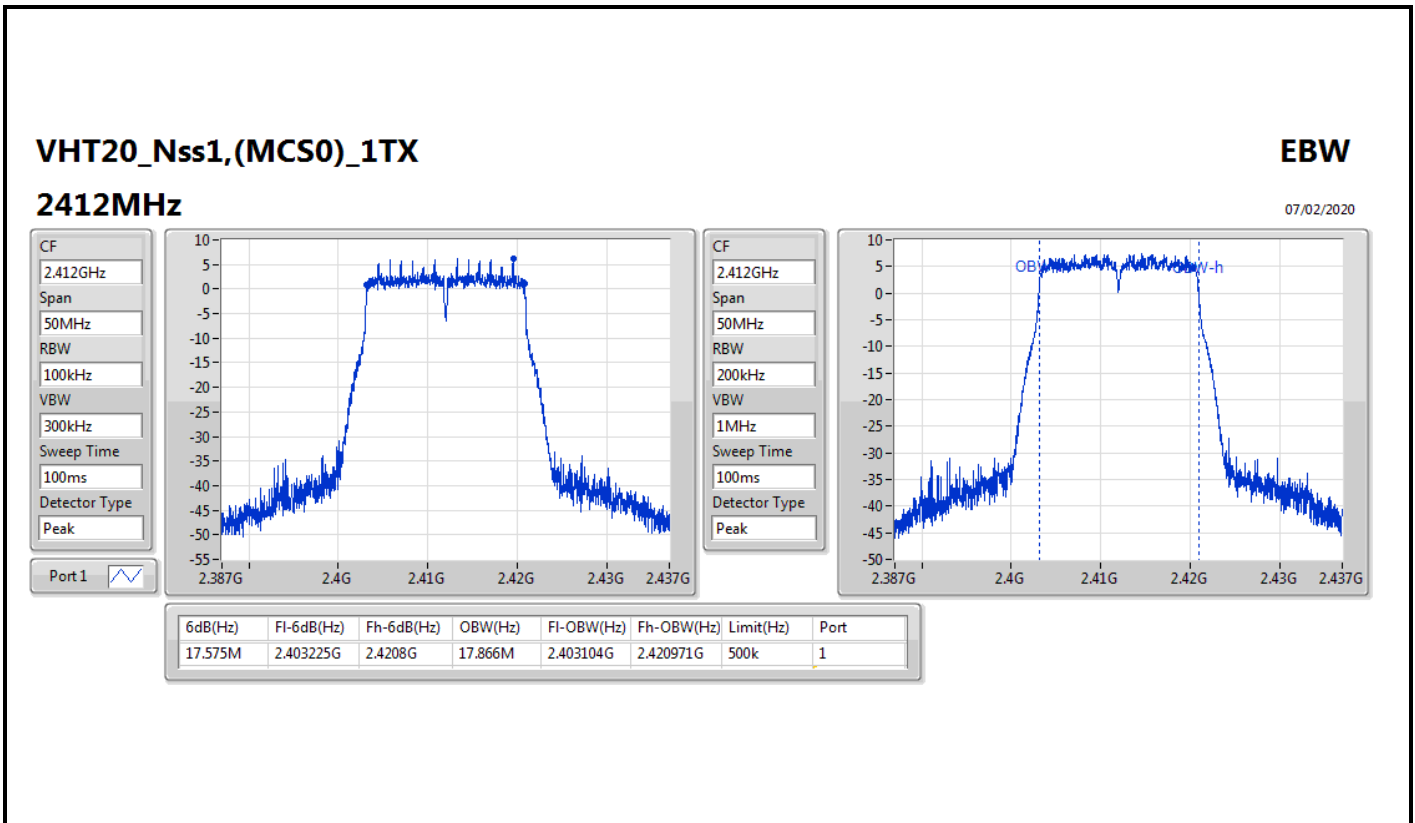 VHT20_Nss1,(MCS0)_1TX
EBW
2412MHz
07/02/2020
CF
2.412GHz
Span
50MHz
RBW
100kHz
VBW
300kHz
Sweep Time
100ms
Detector Type
Peak
Port 1
10
5
0
-5
-10
-15
-20
-25
-30
-35
-40
-45
-50
-55
2.387G 2.4G 2.41G 2.42G 2.43G 2.437G
CF
2.412GHz
Span
50MHz
RBW
200kHz
VBW
1MHz
Sweep Time
100ms
Detector Type
Peak
10
5
0
-5
-10
-15
-20
-25
-30
-35
-40
-45
-50
2.387G 2.4G 2.41G 2.42G 2.43G 2.437G
6dB(Hz) Fl-6dB(Hz) Fh-6dB(Hz) OBW(Hz) Fl-OBW(Hz) Fh-OBW(Hz) Limit(Hz) Port
17.575M 2.403225G 2.4208G 17.866M 2.403104G 2.420971G 500k 1